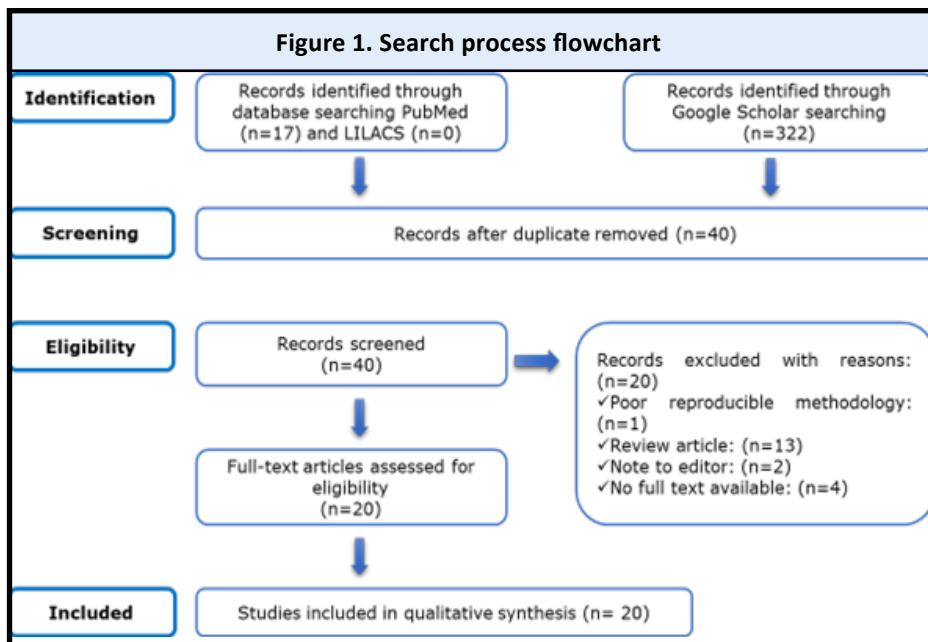 Figure 1. Search process flowchart
Identification
Records identified through
database searching PubMed
(n=17) and LILACS (n=0)
Records identified through
Google Scholar searching
(n=322)
Screening
Records after duplicate removed (n=40)
Eligibility
Records screened
(n=40)
Records excluded with reasons:
(n=20)
✓Poor reproducible methodology:
(n=1)
✓Review article: (n=13)
✓Note to editor: (n=2)
✓No full text available: (n=4)
Full-text articles assessed for
eligibility
(n=20)
Included
Studies included in qualitative synthesis (n= 20)